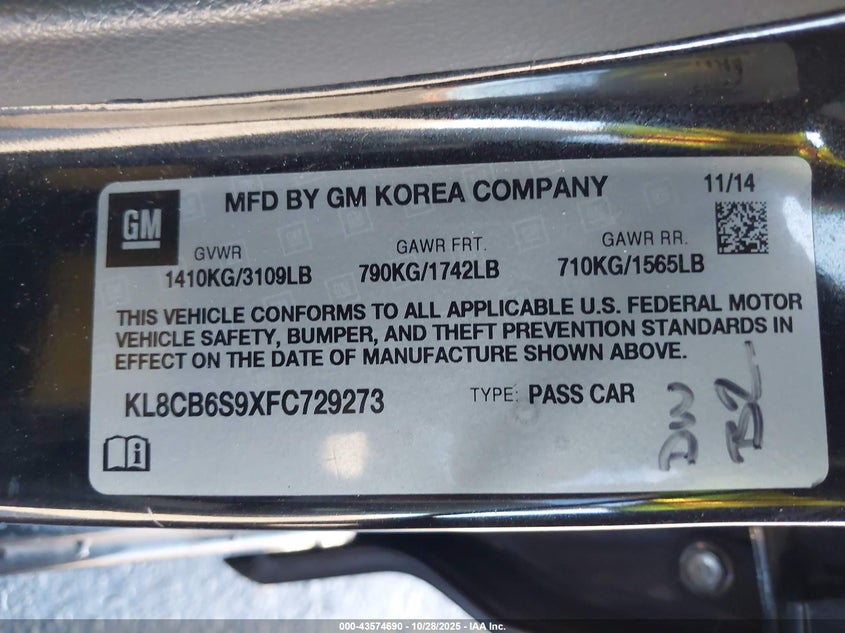 MFD BY GM KOREA COMPANY 11/14
GM
GVWR GAWR FRT. GAWR RR.
1410KG/3109LB 790KG/1742LB 710KG/1565LB
THIS VEHICLE CONFORMS TO ALL APPLICABLE U.S. FEDERAL MOTOR
VEHICLE SAFETY, BUMPER, AND THEFT PREVENTION STANDARDS IN
EFFECT ON THE DATE OF MANUFACTURE SHOWN ABOVE.
KL8CB6S9XFC729273 TYPE: PASS CAR
i
000-43574690 - 10/28/2025 - IAA Inc.